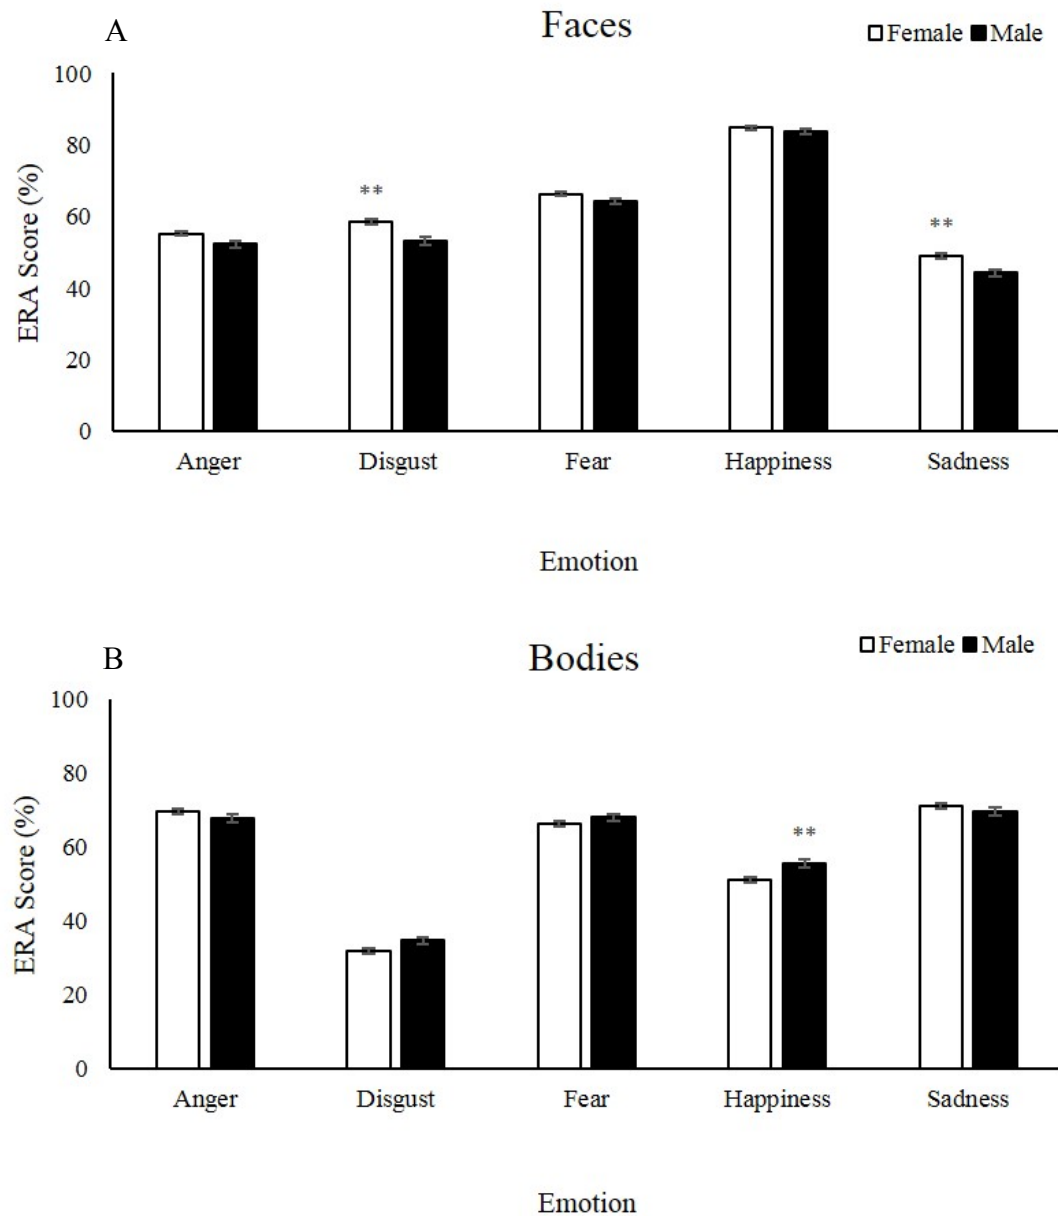 A
Faces
Female Male
ERA Score (%)
100
80
60
40
20
0
**
**
Anger Disgust Fear Happiness Sadness
Emotion
B
Bodies
Female Male
ERA Score (%)
100
80
60
40
20
0
**
Anger Disgust Fear Happiness Sadness
Emotion